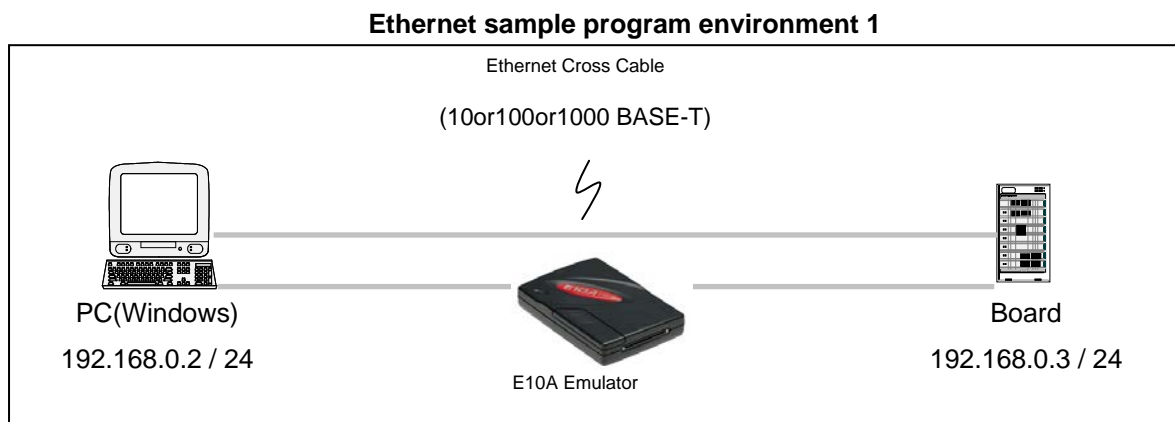 Ethernet sample program environment 1
Ethernet Cross Cable
(10or100or1000 BASE-T)
PC(Windows)
192.168.0.2 / 24
E10A
E10A Emulator
Board
192.168.0.3 / 24